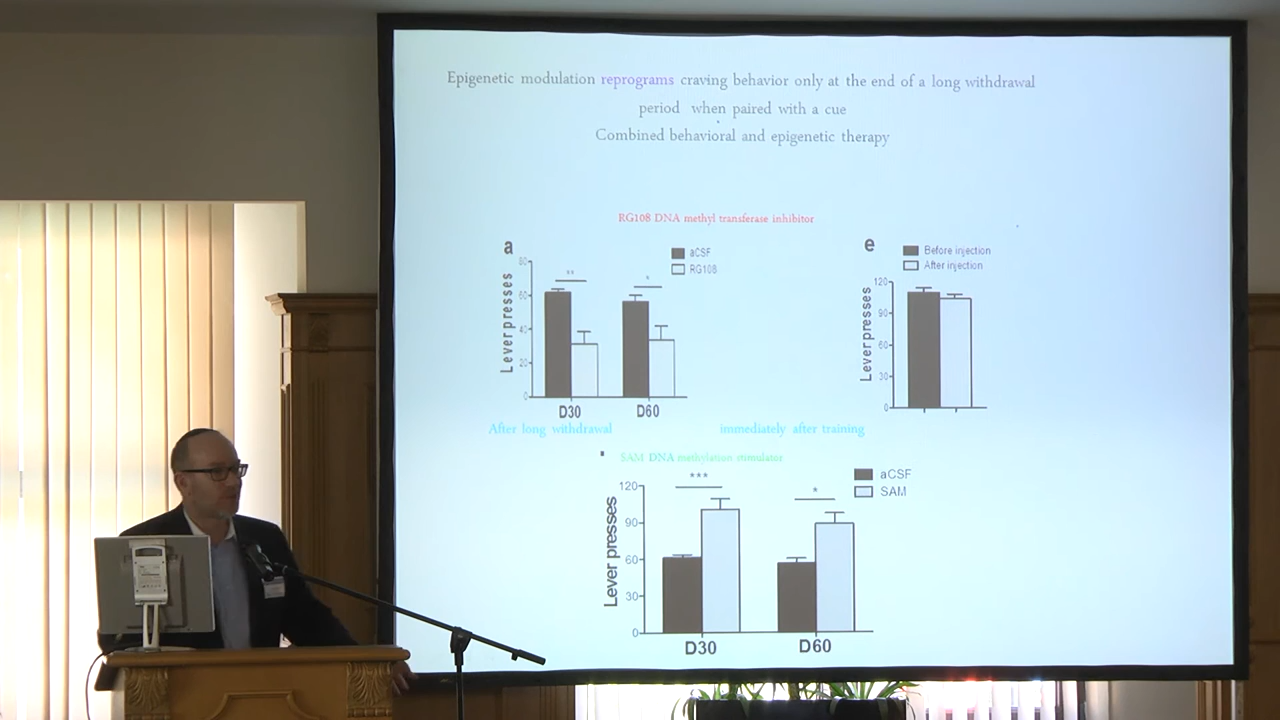 Epigenetic modulation reprograms craving behavior only at the end of a long withdrawal
period when paired with a cue
Combined behavioral and epigenetic therapy
RG108 DNA methyl transferase inhibitor
a
aCSF
RG108
80
60
40
20
0
Lever presses
**
*
D30
D60
After long withdrawal
e
Before injection
After injection
120
90
60
30
0
Lever presses
immediately after training
SAM DNA methylation stimulator
aCSF
SAM
120
90
60
30
0
Lever presses
***
*
D30
D60